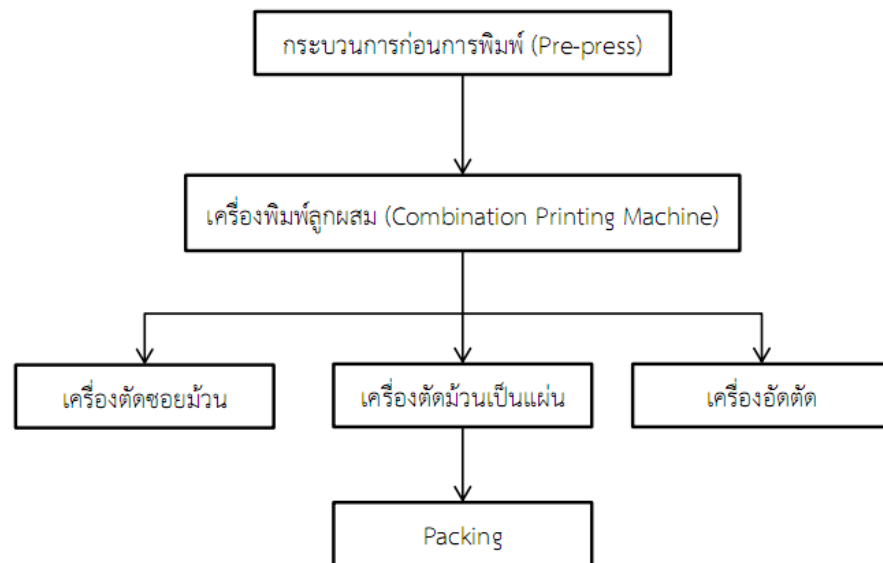 กระบวนการก่อนการพิมพ์ (Pre-press)
เครื่องพิมพ์ลูกผสม (Combination Printing Machine)
เครื่องตัดซอยม้วน
เครื่องตัดม้วนเป็นแผ่น
เครื่องอัดตัด
Packing